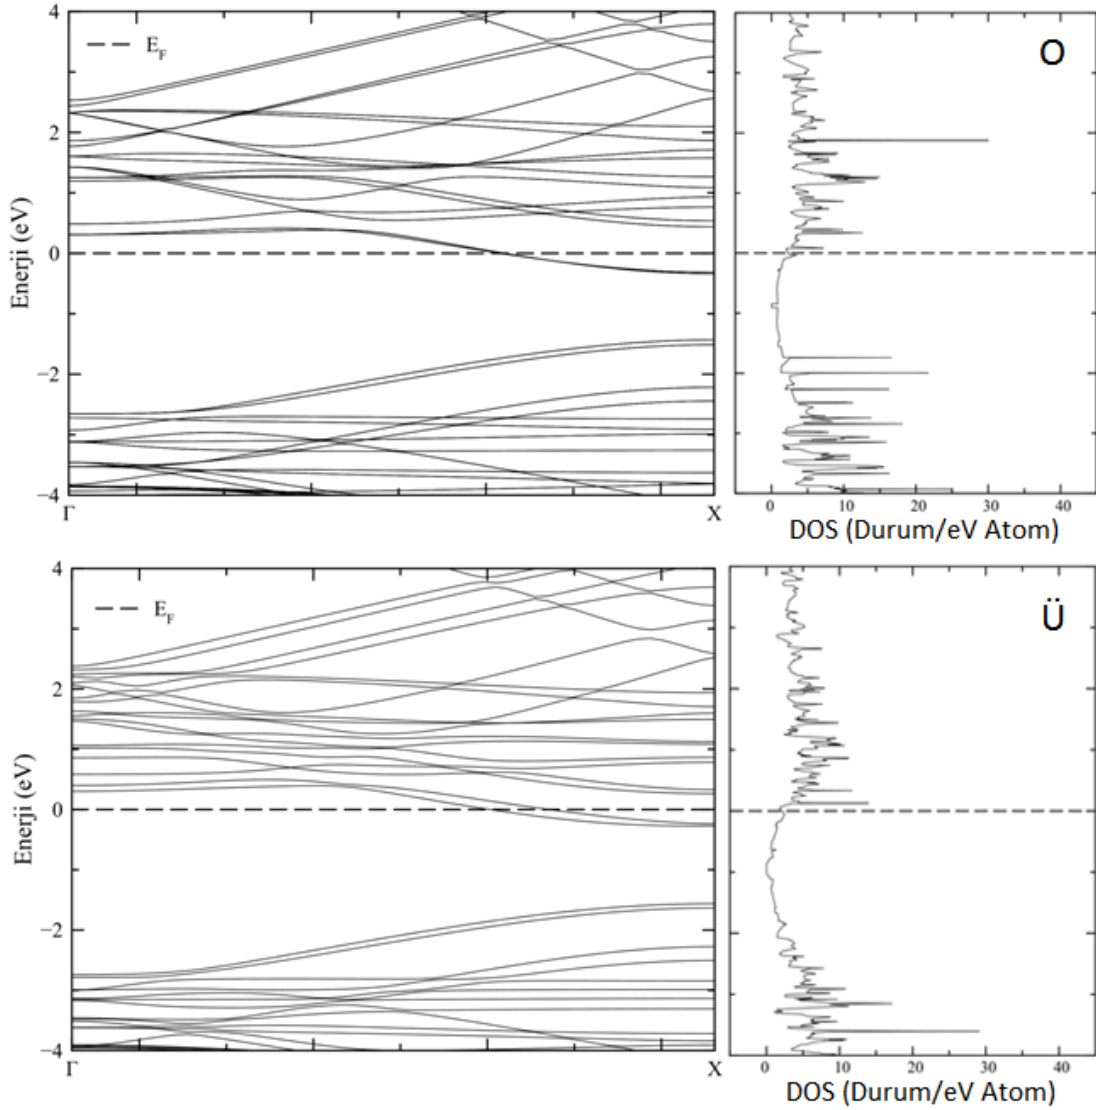 4
2
0
−2
−4
Enerji (eV)
E_F
Γ
X
O
0
10
20
30
40
DOS (Durum/eV Atom)
4
2
0
−2
−4
Enerji (eV)
E_F
Γ
X
Ü
0
10
20
30
40
DOS (Durum/eV Atom)